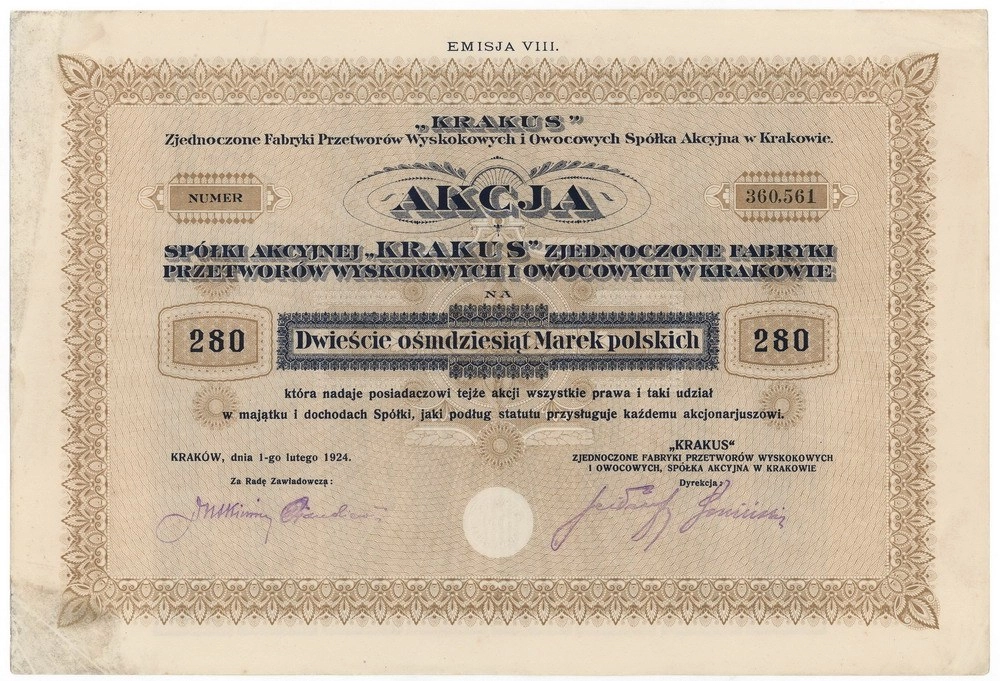 EMISJA VIII.
„KRAKUS”
Zjednoczone Fabryki Przetworów Wyskokowych i Owocowych Spółka Akcyjna w Krakowie.
NUMER
AKCJA
360.561
SPÓŁKI AKCYJNEJ „KRAKUS” ZJEDNOCZONE FABRYKI
PRZETWORÓW WYSKOKOWYCH I OWOCOWYCH W KRAKOWIE
NA
280
Dwieście ośmdziesiąt Marek polskich
280
która nadaje posiadaczowi tejże akcji wszystkie prawa i taki udział
w majątku i dochodach Spółki, jaki podług statutu przysługuje każdemu akcjonarjuszowi.
KRAKÓW, dnia 1-go lutego 1924.
Za Radę Zawiadowczą:
„KRAKUS“
ZJEDNOCZONE FABRYKI PRZETWORÓW WYSKOKOWYCH
I OWOCOWYCH, SPÓŁKA AKCYJNA W KRAKOWIE
Dyrekcja: